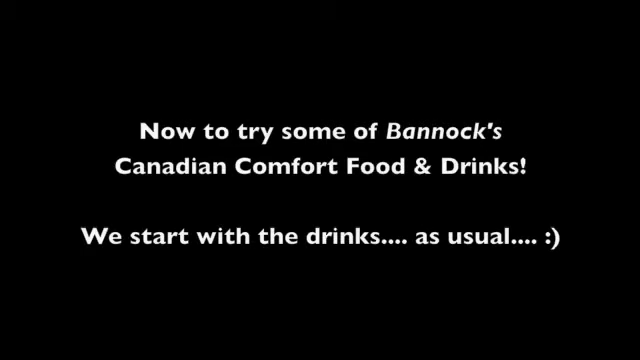 Now to try some of Bannock's
Canadian Comfort Food & Drinks!
We start with the drinks.... as usual.... :)